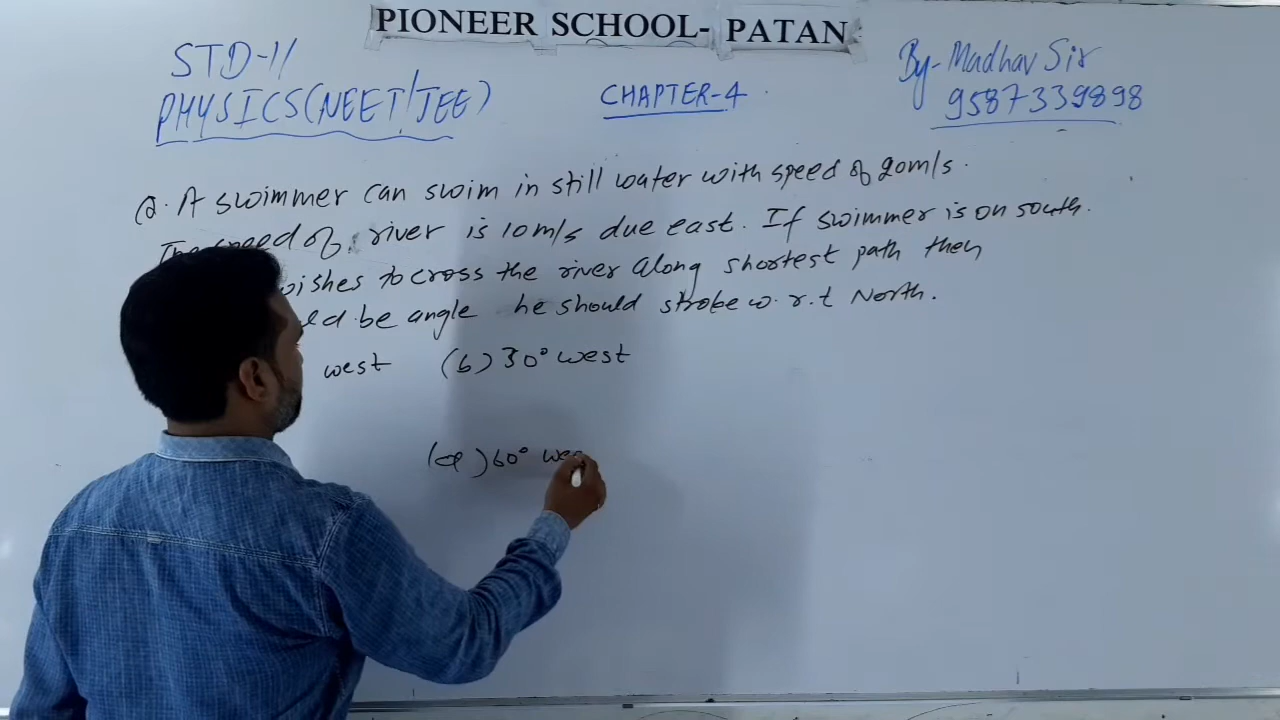 PIONEER SCHOOL- PATAN
STD-11
PHYSICS(NEET/JEE)
CHAPTER-4
By- Madhav Sir
9587339898
Q. A swimmer can swim in still water with speed of 20m/s.
speed of river is 10m/s due east. If swimmer is on south
to cross the river along shortest path then
be angle he should strobe w.r.t North.
west (b) 30° west
60°